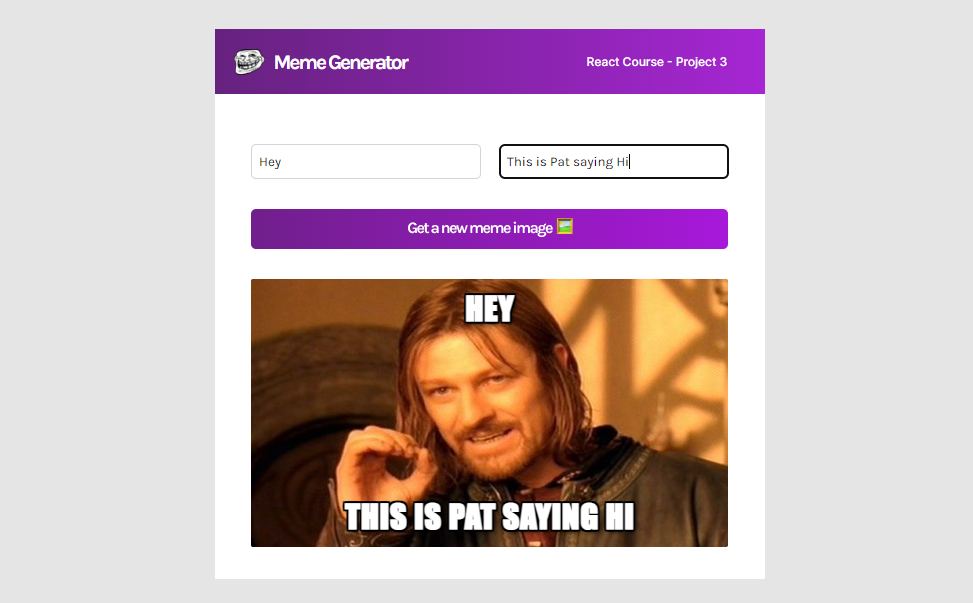 Meme Generator
React Course - Project 3
Hey
This is Pat saying Hi
Get a new meme image
HEY
THIS IS PAT SAYING HI